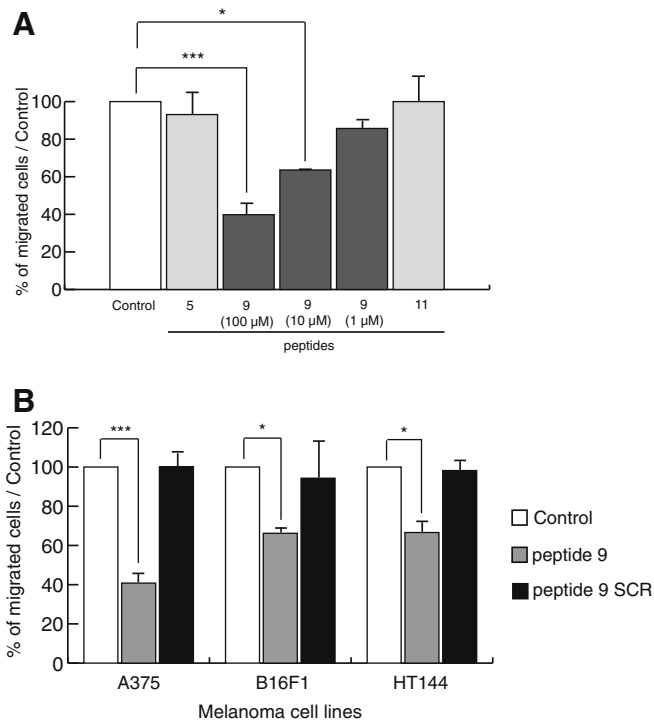 A
*
***
% of migrated cells / Control
100
80
60
40
20
0
Control 5 9 9 9 11
(100 µM) (10 µM) (1 µM)
peptides
B
% of migrated cells / Control
120
100
80
60
40
20
0
*** * *
Control
peptide 9
peptide 9 SCR
A375 B16F1 HT144
Melanoma cell lines